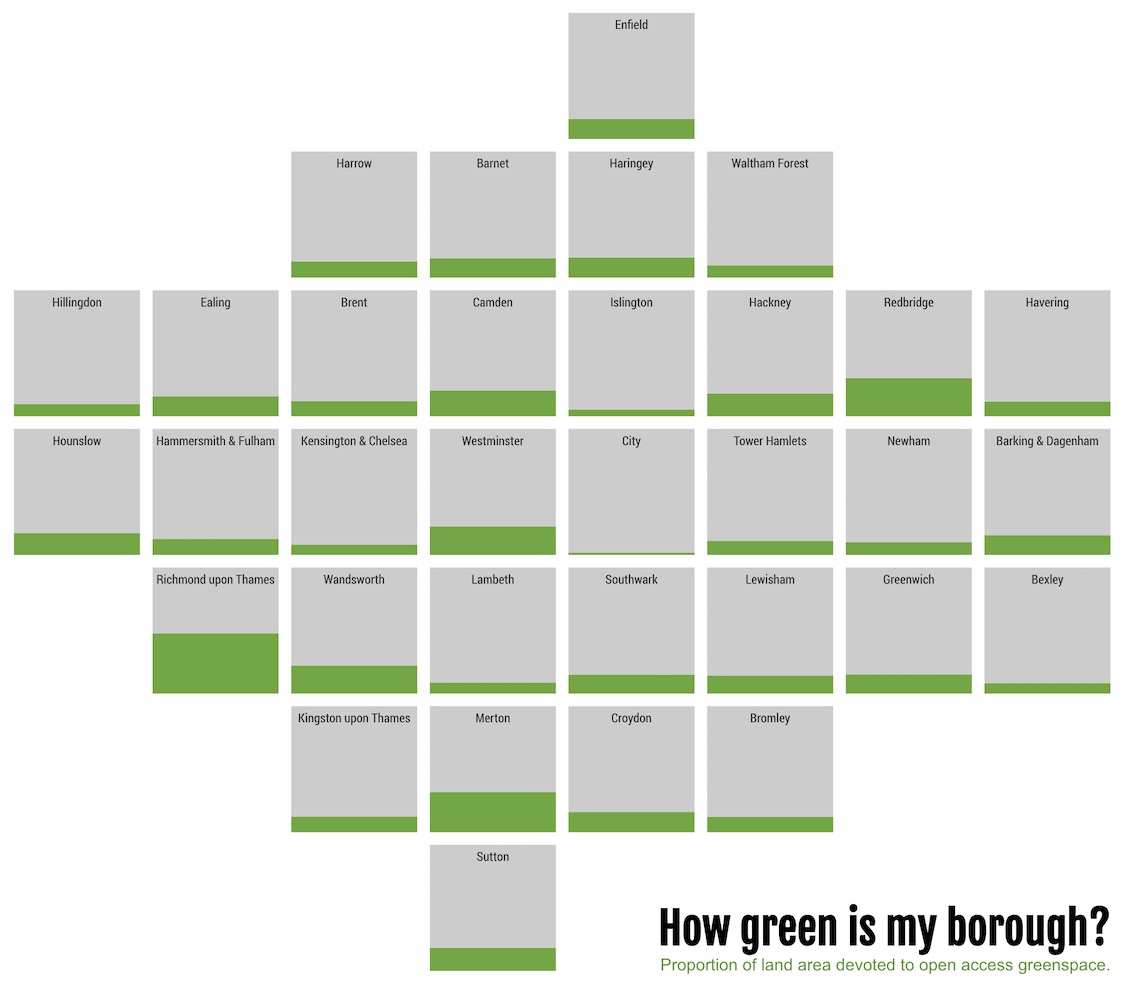 Enfield
Harrow
Barnet
Haringey
Waltham Forest
Hillingdon
Ealing
Brent
Camden
Islington
Hackney
Redbridge
Havering
Hounslow
Hammersmith & Fulham
Kensington & Chelsea
Westminster
City
Tower Hamlets
Newham
Barking & Dagenham
Richmond upon Thames
Wandsworth
Lambeth
Southwark
Lewisham
Greenwich
Bexley
Kingston upon Thames
Merton
Croydon
Bromley
Sutton
How green is my borough?
Proportion of land area devoted to open access greenspace.